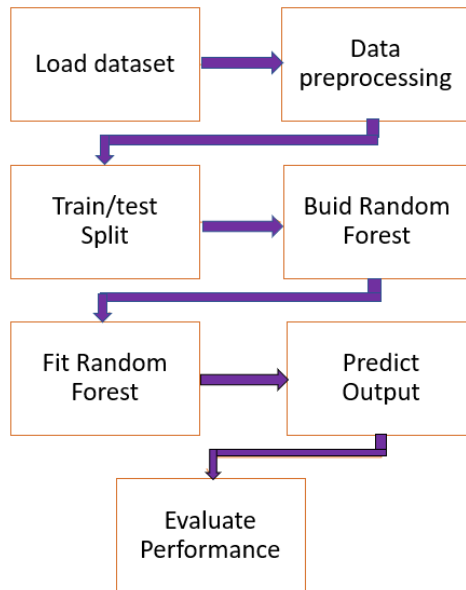 Load dataset
Data
preprocessing
Train/test
Split
Buid Random
Forest
Fit Random
Forest
Predict
Output
Evaluate
Performance